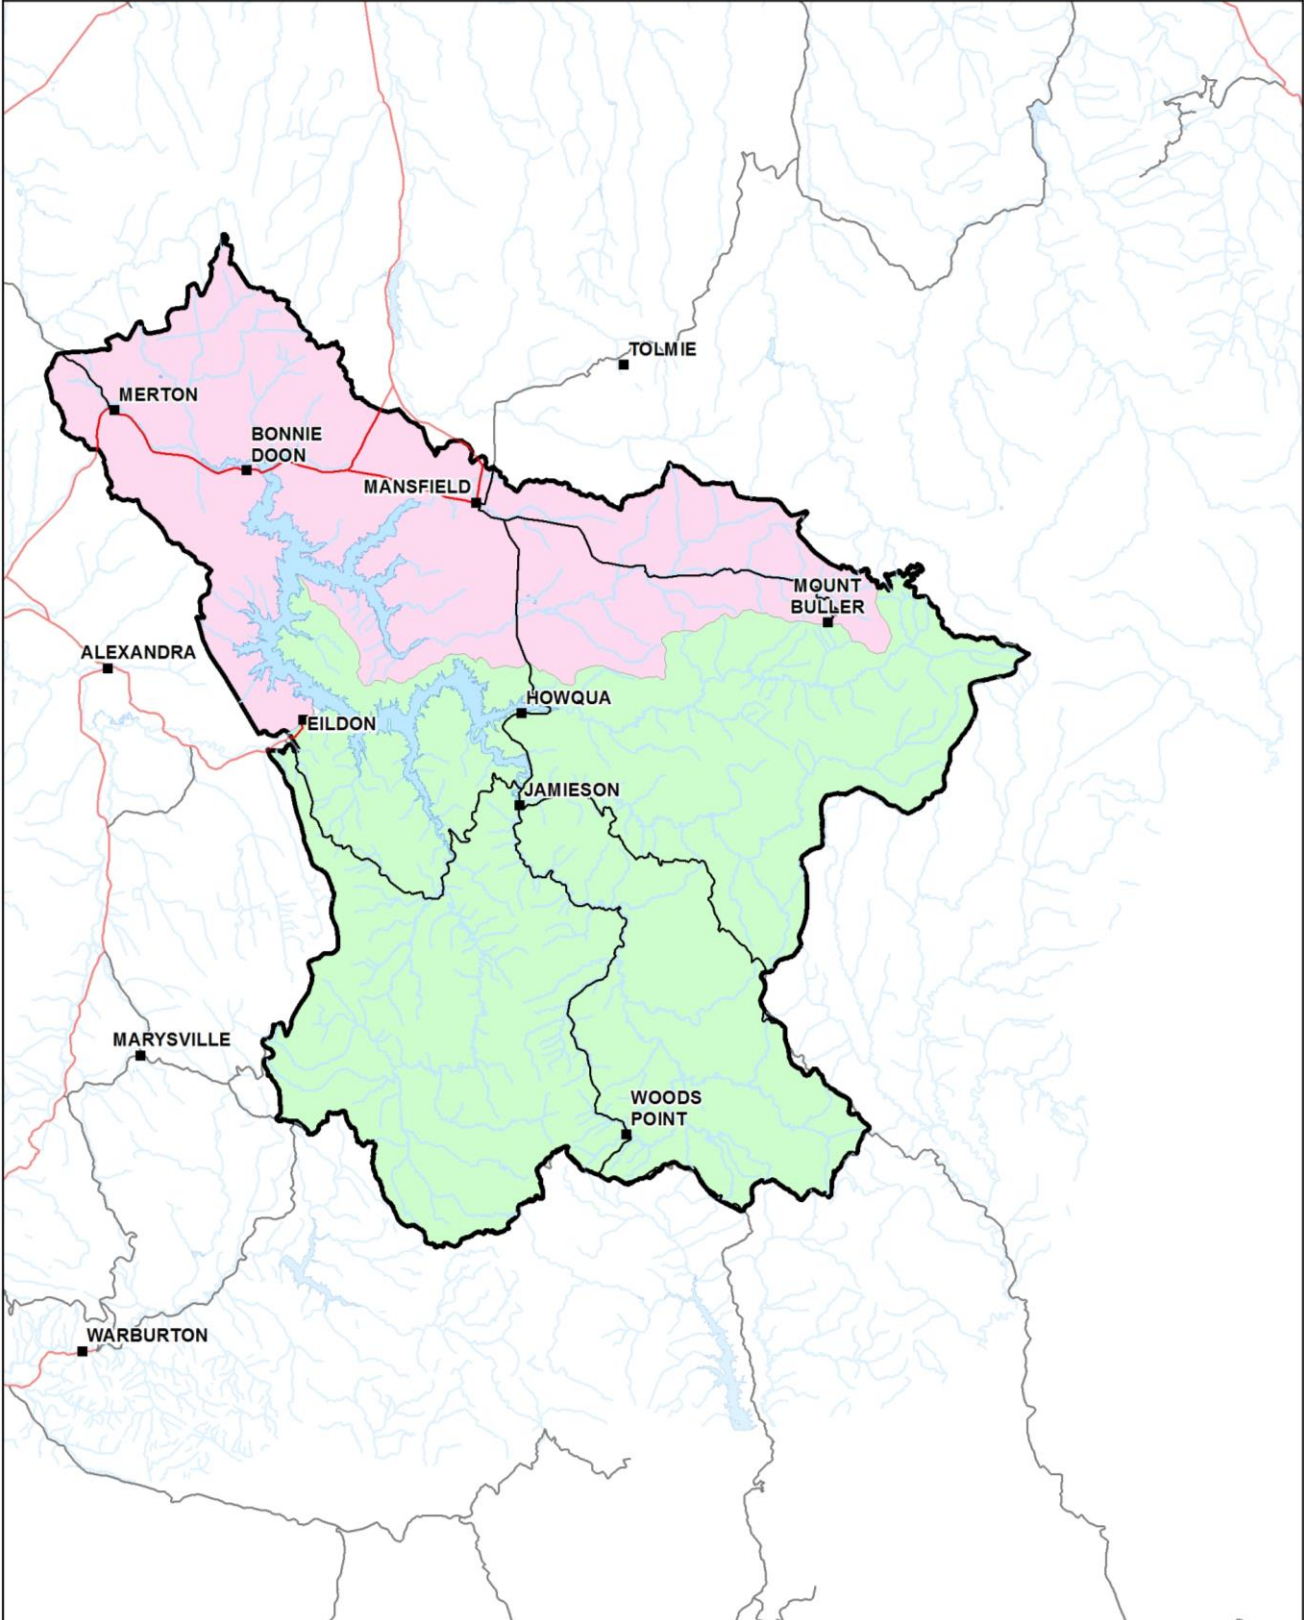 TOLMIE
MERTON
BONNIE
DOON
MANSFIELD
MOUNT
BULLER
ALEXANDRA
HOWQUA
EILDON
JAMIESON
MARYSVILLE
WOODS
POINT
WARBURTON